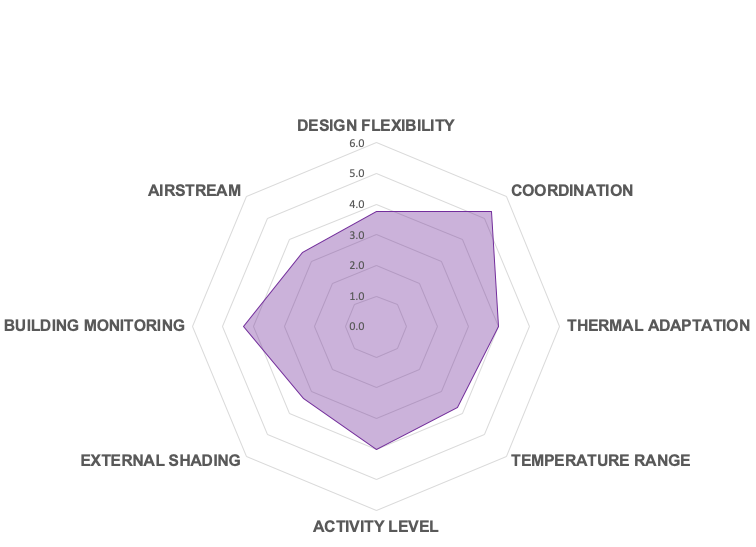 DESIGN FLEXIBILITY
6.0
AIRSTREAM
COORDINATION
5.0
4.0
3.0
2.0
1.0
BUILDING MONITORING
0.0
THERMAL ADAPTATION
EXTERNAL SHADING
TEMPERATURE RANGE
ACTIVITY LEVEL